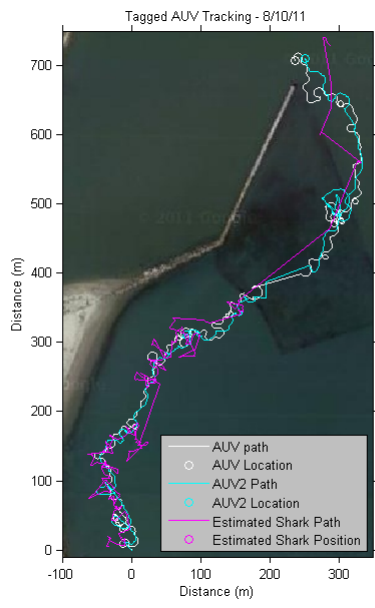 Tagged AUV Tracking - 8/10/11
Distance (m)
700
600
500
400
300
200
100
0
2011 Google
AUV path
AUV Location
AUV2 Path
AUV2 Location
Estimated Shark Path
Estimated Shark Position
-100
0
100
200
300
Distance (m)